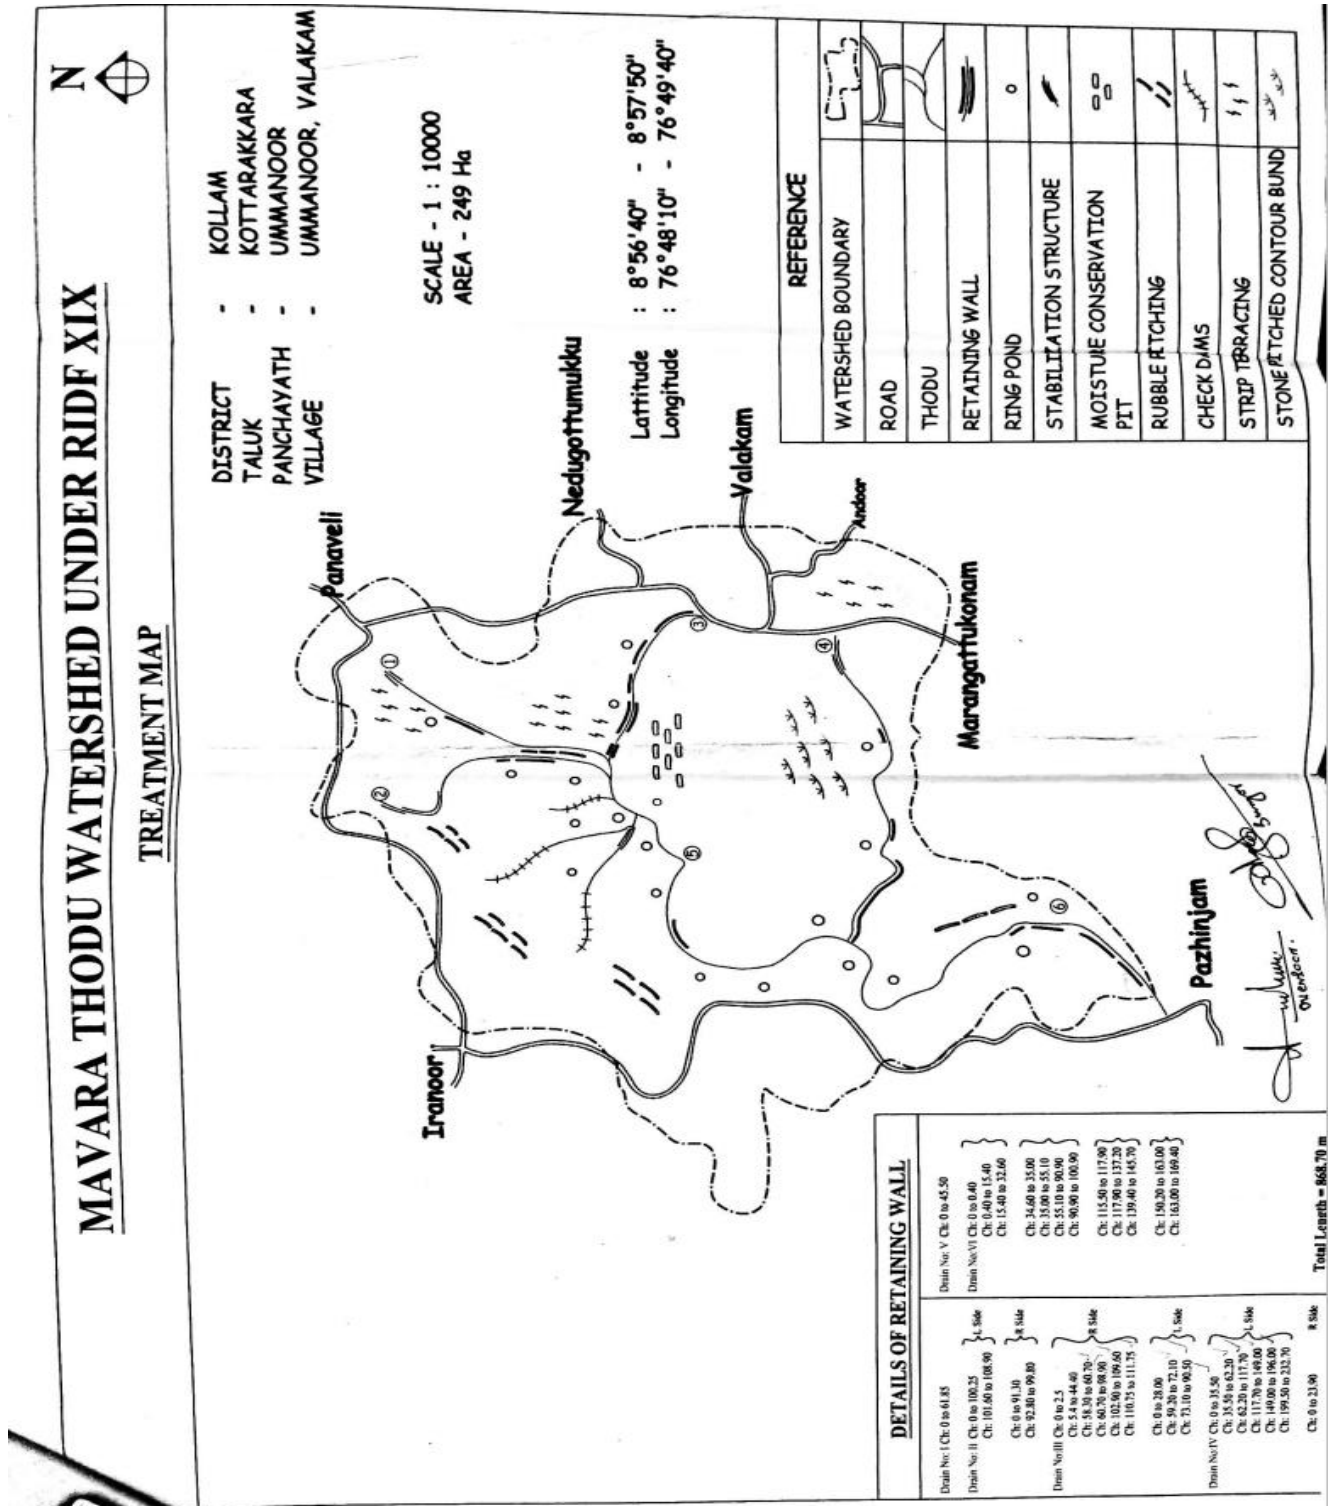 MAVARA THODU WATERSHED UNDER RIDF XIX
N
TREATMENT MAP
DISTRICT - KOLLAM
TALUK - KOTTARAKKARA
PANCHAYATH - UMMANOOR
VILLAGE - UMMANOOR, VALAKAM
SCALE - 1 : 10000
AREA - 249 Ha
Lattitude : 8°56'40" - 8°57'50"
Longitude : 76°48'10" - 76°49'40"
Panaveli
Nedugottumukku
Valakam
Andoor
Marangattukonam
Pazhinjam
Iranoor
1
2
3
4
5
6
REFERENCE
WATERSHED BOUNDARY
ROAD
THODU
RETAINING WALL
RING POND
STABILIIATION STRUCTURE
MOISTUIE CONSERVATION
PIT
RUBBLE PITCHING
CHECK DAMS
STRIP TERRACING
STONE PITCHED CONTOUR BUND
DETAILS OF RETAINING WALL
Drain No: I Ch: 0 to 61.85
Drain No: II Ch: 0 to 100.25
Ch: 101.60 to 108.90
L Side
Ch: 0 to 91.30
Ch: 92.80 to 99.80
R Side
Drain No:III Ch: 0 to 2.5
Ch: 5.4 to 44.40
Ch: 58.30 to 60.70
Ch: 60.70 to 98.90
Ch: 102.90 to 109.60
Ch: 110.75 to 111.75
R Side
Ch: 0 to 28.00
Ch: 59.20 to 72.10
Ch: 73.10 to 90.50
L Side
Drain No:IV Ch: 0 to 35.50
Ch: 35.50 to 62.20
Ch: 62.20 to 117.70
Ch: 117.70 to 149.00
Ch: 149.00 to 196.00
Ch: 199.50 to 232.70
L Side
Ch: 0 to 23.90 R Side
Drain No: V Ch: 0 to 45.50
Drain No:VI Ch: 0 to 0.40
Ch: 0.40 to 15.40
Ch: 15.40 to 32.60
Ch: 34.60 to 35.00
Ch: 35.00 to 55.10
Ch: 55.10 to 90.90
Ch: 90.90 to 100.90
Ch: 115.50 to 117.90
Ch: 117.90 to 137.20
Ch: 139.40 to 145.70
Ch: 150.20 to 163.00
Ch: 163.00 to 169.40
Total Length = 868.70 m